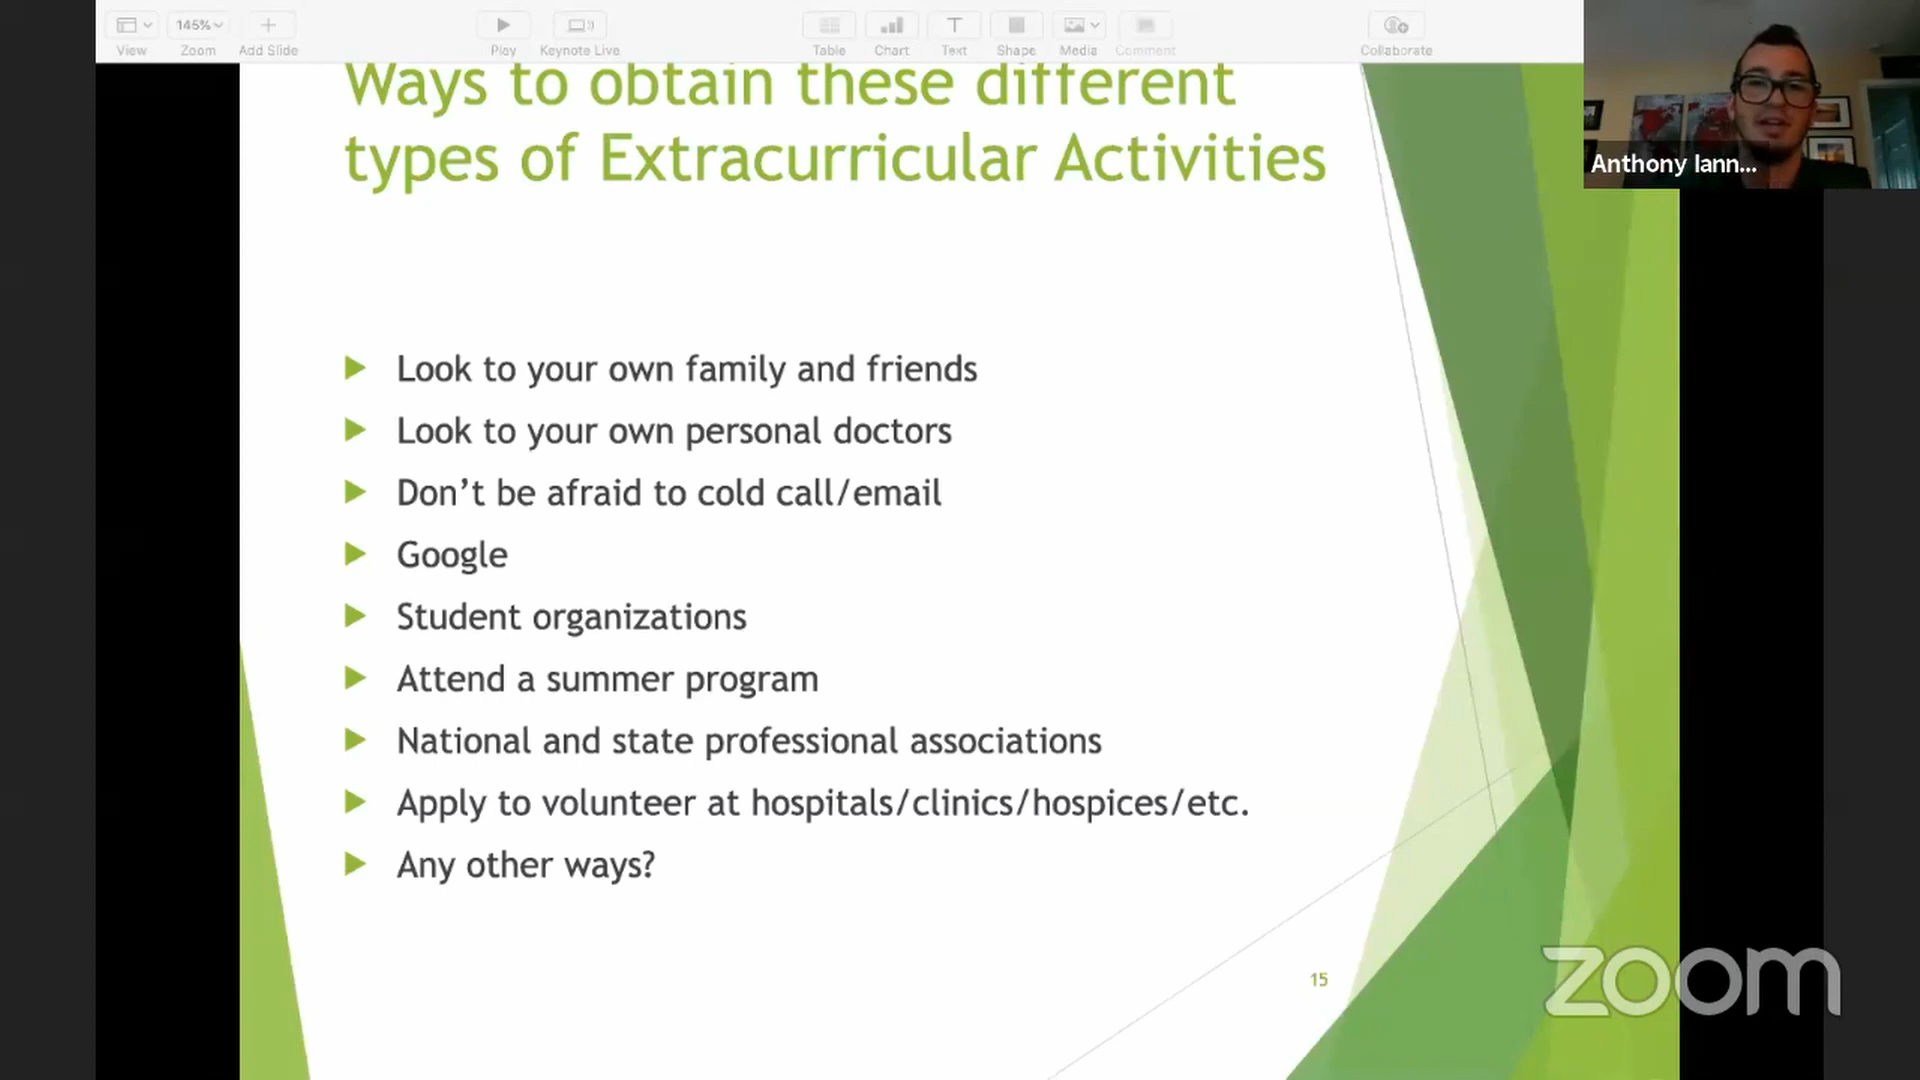 145%
View
Zoom
Add Slide
Play
Keynote Live
Table
Chart
T
Text
Shape
Media
Comment
Collaborate
Anthony Iann...
Ways to obtain these different
types of Extracurricular Activities
Look to your own family and friends
Look to your own personal doctors
Don’t be afraid to cold call/email
Google
Student organizations
Attend a summer program
National and state professional associations
Apply to volunteer at hospitals/clinics/hospices/etc.
Any other ways?
15
zoom